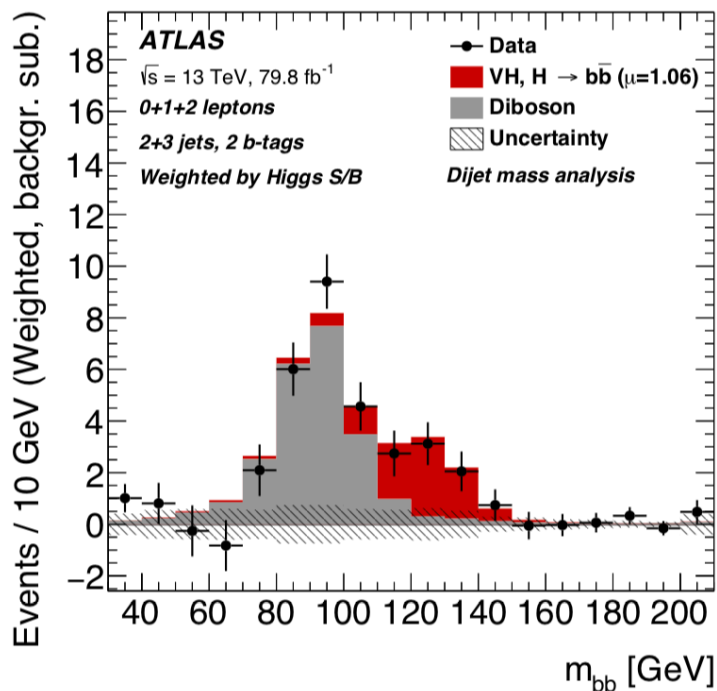 ATLAS
√s = 13 TeV, 79.8 fb⁻¹
0+1+2 leptons
2+3 jets, 2 b-tags
Weighted by Higgs S/B
Data
VH, H → bb̅ (μ=1.06)
Diboson
Uncertainty
Dijet mass analysis
Events / 10 GeV (Weighted, backgr. sub.)
18
16
14
12
10
8
6
4
2
0
−2
40 60 80 100 120 140 160 180 200
m_bb [GeV]